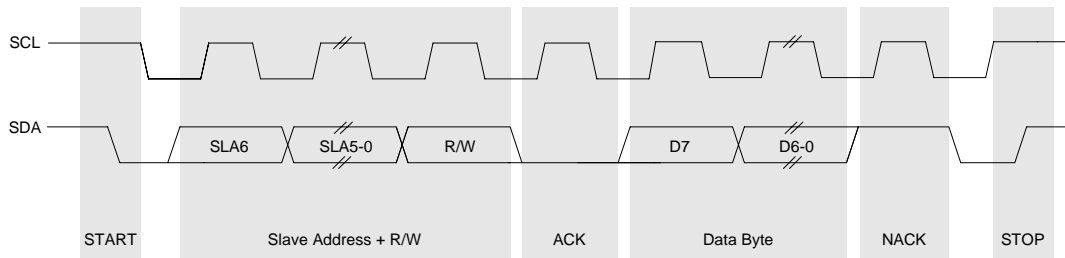 SCL
SDA
SLA6 SLA5-0 R/W D7 D6-0
START Slave Address + R/W ACK Data Byte NACK STOP